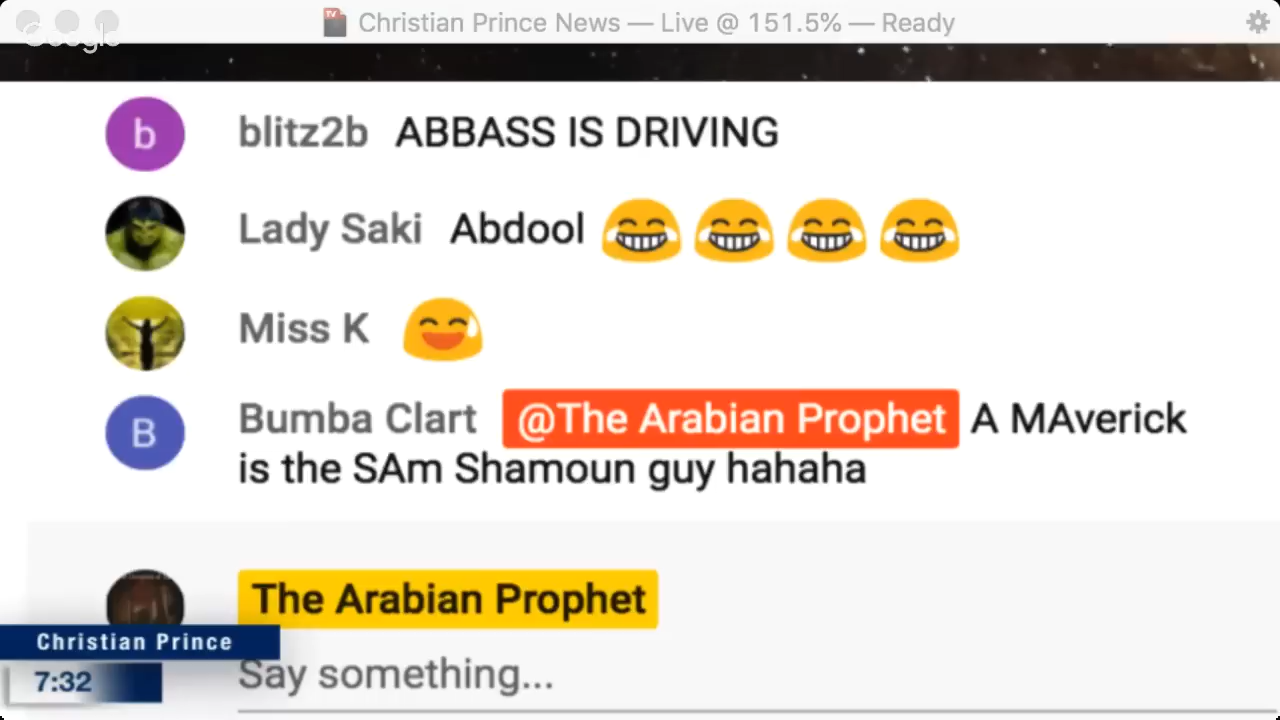 Christian Prince News — Live @ 151.5% — Ready
Google
b blitz2b ABBASS IS DRIVING
Lady Saki Abdool 😂😂😂😂
Miss K 😅
B Bumba Clart @The Arabian Prophet A MAverick
is the SAm Shamoun guy hahaha
The Arabian Prophet
Christian Prince
7:32
Say something...